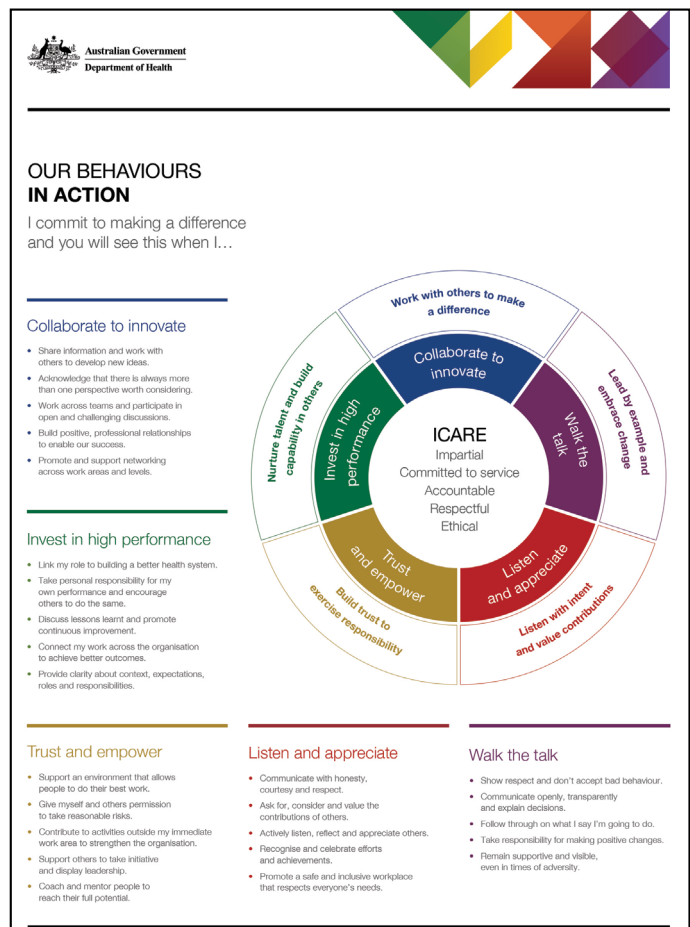 Australian Government
Department of Health
OUR BEHAVIOURS
IN ACTION
I commit to making a difference
and you will see this when I…
Collaborate to innovate
• Share information and work with
others to develop new ideas.
• Acknowledge that there is always more
than one perspective worth considering.
• Work across teams and participate in
open and challenging discussions.
• Build positive, professional relationships
to enable our success.
• Promote and support networking
across work areas and levels.
Invest in high performance
• Link my role to building a better health system.
• Take personal responsibility for my
own performance and encourage
others to do the same.
• Discuss lessons learnt and promote
continuous improvement.
• Connect my work across the organisation
to achieve better outcomes.
• Provide clarity about context, expectations,
roles and responsibilities.
Work with others to make
a difference
Collaborate to
innovate
Lead by example and
embrace change
Walk the
talk
Listen with intent
and value contributions
Listen
and appreciate
Build trust to
exercise responsibility
Trust
and empower
Nurture talent and build
capability in others
Invest in high
performance
ICARE
Impartial
Committed to service
Accountable
Respectful
Ethical
Trust and empower
• Support an environment that allows
people to do their best work.
• Give myself and others permission
to take reasonable risks.
• Contribute to activities outside my immediate
work area to strengthen the organisation.
• Support others to take initiative
and display leadership.
• Coach and mentor people to
reach their full potential.
Listen and appreciate
• Communicate with honesty,
courtesy and respect.
• Ask for, consider and value the
contributions of others.
• Actively listen, reflect and appreciate others.
• Recognise and celebrate efforts
and achievements.
• Promote a safe and inclusive workplace
that respects everyone's needs.
Walk the talk
• Show respect and don't accept bad behaviour.
• Communicate openly, transparently
and explain decisions.
• Follow through on what I say I'm going to do.
• Take responsibility for making positive changes.
• Remain supportive and visible,
even in times of adversity.